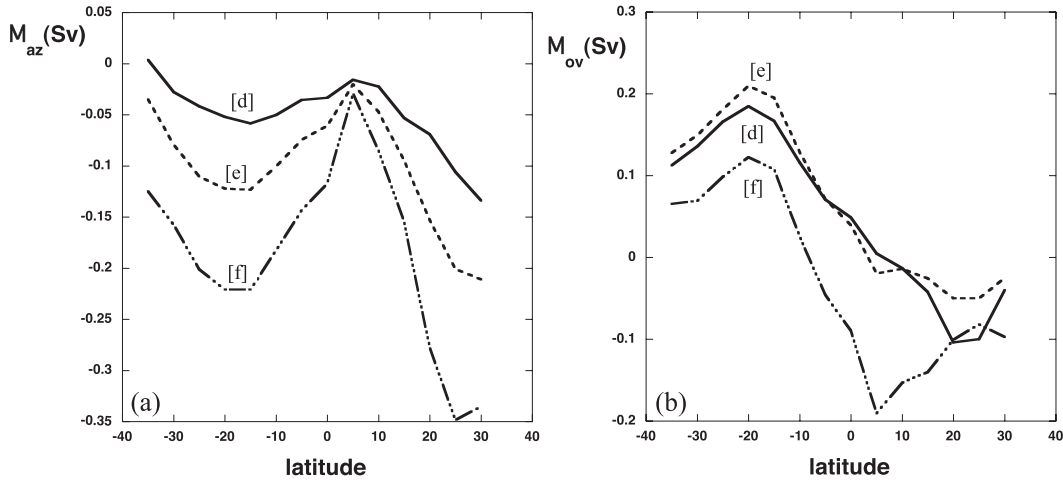 M_az (Sv)
0.05
0
-0.05
-0.1
-0.15
-0.2
-0.25
-0.3
-0.35
[d]
[e]
[f]
(a)
-40 -30 -20 -10 0 10 20 30 40
latitude
M_ov (Sv)
0.3
0.2
0.1
0
-0.1
-0.2
[e]
[d]
[f]
(b)
-40 -30 -20 -10 0 10 20 30 40
latitude